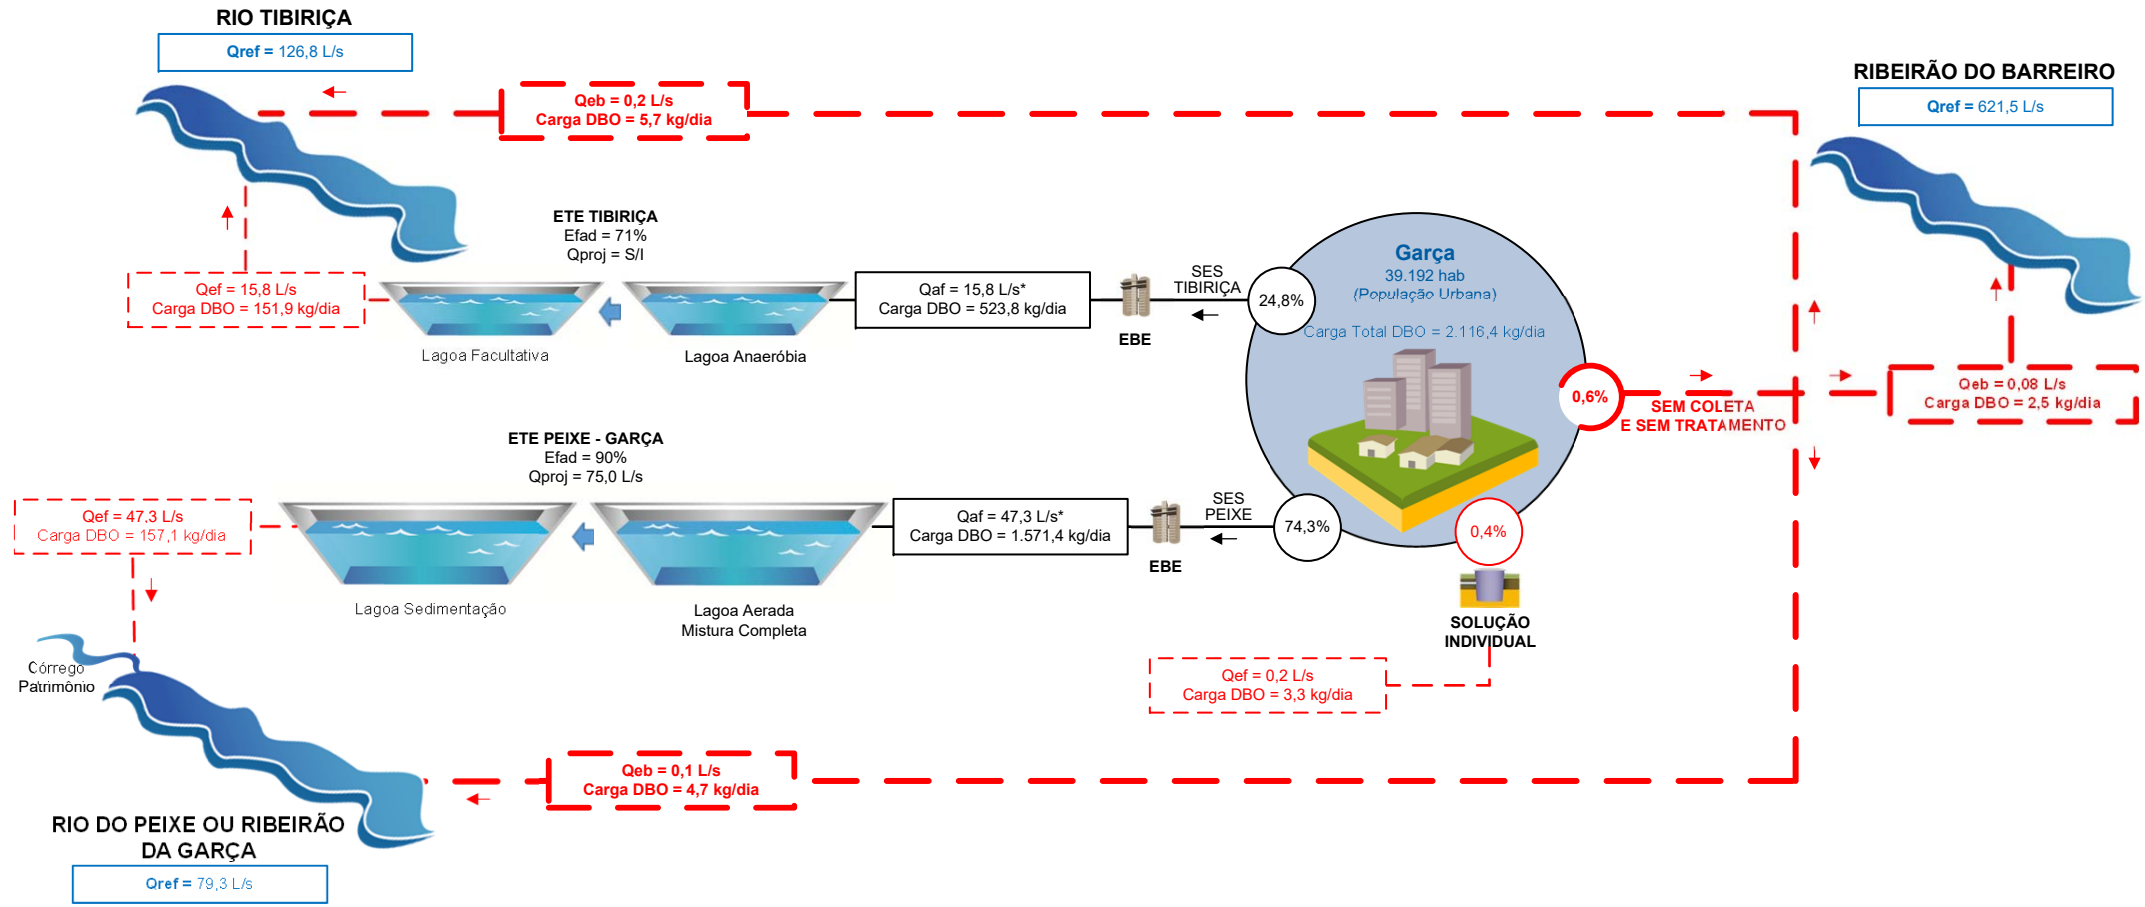 RIO TIBIRIÇA
Qref = 126,8 L/s
Qeb = 0,2 L/s
Carga DBO = 5,7 kg/dia
RIBEIRÃO DO BARREIRO
Qref = 621,5 L/s
ETE TIBIRIÇA
Efad = 71%
Qproj = S/I
Qef = 15,8 L/s
Carga DBO = 151,9 kg/dia
Lagoa Facultativa
Lagoa Anaeróbia
Qaf = 15,8 L/s*
Carga DBO = 523,8 kg/dia
EBE
SES
TIBIRIÇA
24,8%
Garça
39.192 hab
(População Urbana)
Carga Total DBO = 2.116,4 kg/dia
0,6%
SEM COLETA
E SEM TRATAMENTO
Qeb = 0,08 L/s
Carga DBO = 2,5 kg/dia
ETE PEIXE - GARÇA
Efad = 90%
Qproj = 75,0 L/s
Qef = 47,3 L/s
Carga DBO = 157,1 kg/dia
Lagoa Sedimentação
Lagoa Aerada
Mistura Completa
Qaf = 47,3 L/s*
Carga DBO = 1.571,4 kg/dia
EBE
SES
PEIXE
74,3%
0,4%
SOLUÇÃO
INDIVIDUAL
Qef = 0,2 L/s
Carga DBO = 3,3 kg/dia
Córrego
Patrimônio
Qeb = 0,1 L/s
Carga DBO = 4,7 kg/dia
RIO DO PEIXE OU RIBEIRÃO
DA GARÇA
Qref = 79,3 L/s